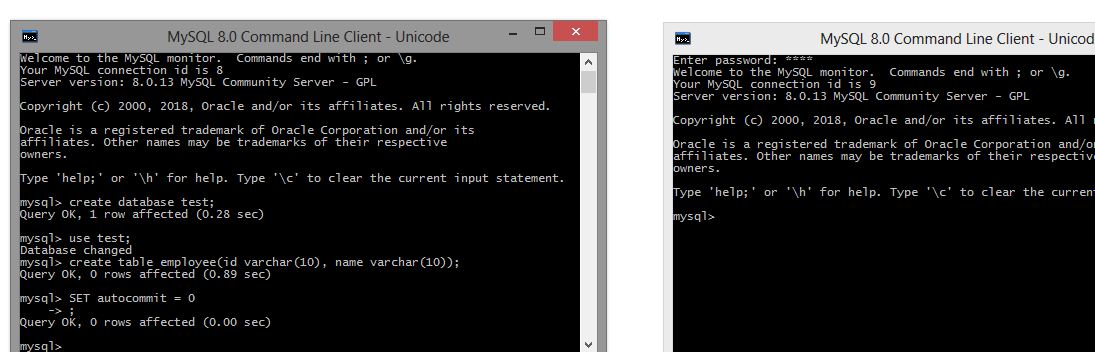 MySQL 8.0 Command Line Client - Unicode
Welcome to the MySQL monitor.  Commands end with ; or \g.
Your MySQL connection id is 8
Server version: 8.0.13 MySQL Community Server - GPL
Copyright (c) 2000, 2018, Oracle and/or its affiliates. All rights reserved.
Oracle is a registered trademark of Oracle Corporation and/or its
affiliates. Other names may be trademarks of their respective
owners.
Type 'help;' or '\h' for help. Type '\c' to clear the current input statement.
mysql> create database test;
Query OK, 1 row affected (0.28 sec)
mysql> use test;
Database changed
mysql> create table employee(id varchar(10), name varchar(10));
Query OK, 0 rows affected (0.89 sec)
mysql> SET autocommit = 0
    -> ;
Query OK, 0 rows affected (0.00 sec)
mysql>
MySQL 8.0 Command Line Client - Unicod
Enter password: ****
Welcome to the MySQL monitor.  Commands end with ; or \g.
Your MySQL connection id is 9
Server version: 8.0.13 MySQL Community Server - GPL
Copyright (c) 2000, 2018, Oracle and/or its affiliates. All
Oracle is a registered trademark of Oracle Corporation and/o
affiliates. Other names may be trademarks of their respectiv
owners.
Type 'help;' or '\h' for help. Type '\c' to clear the current
mysql>